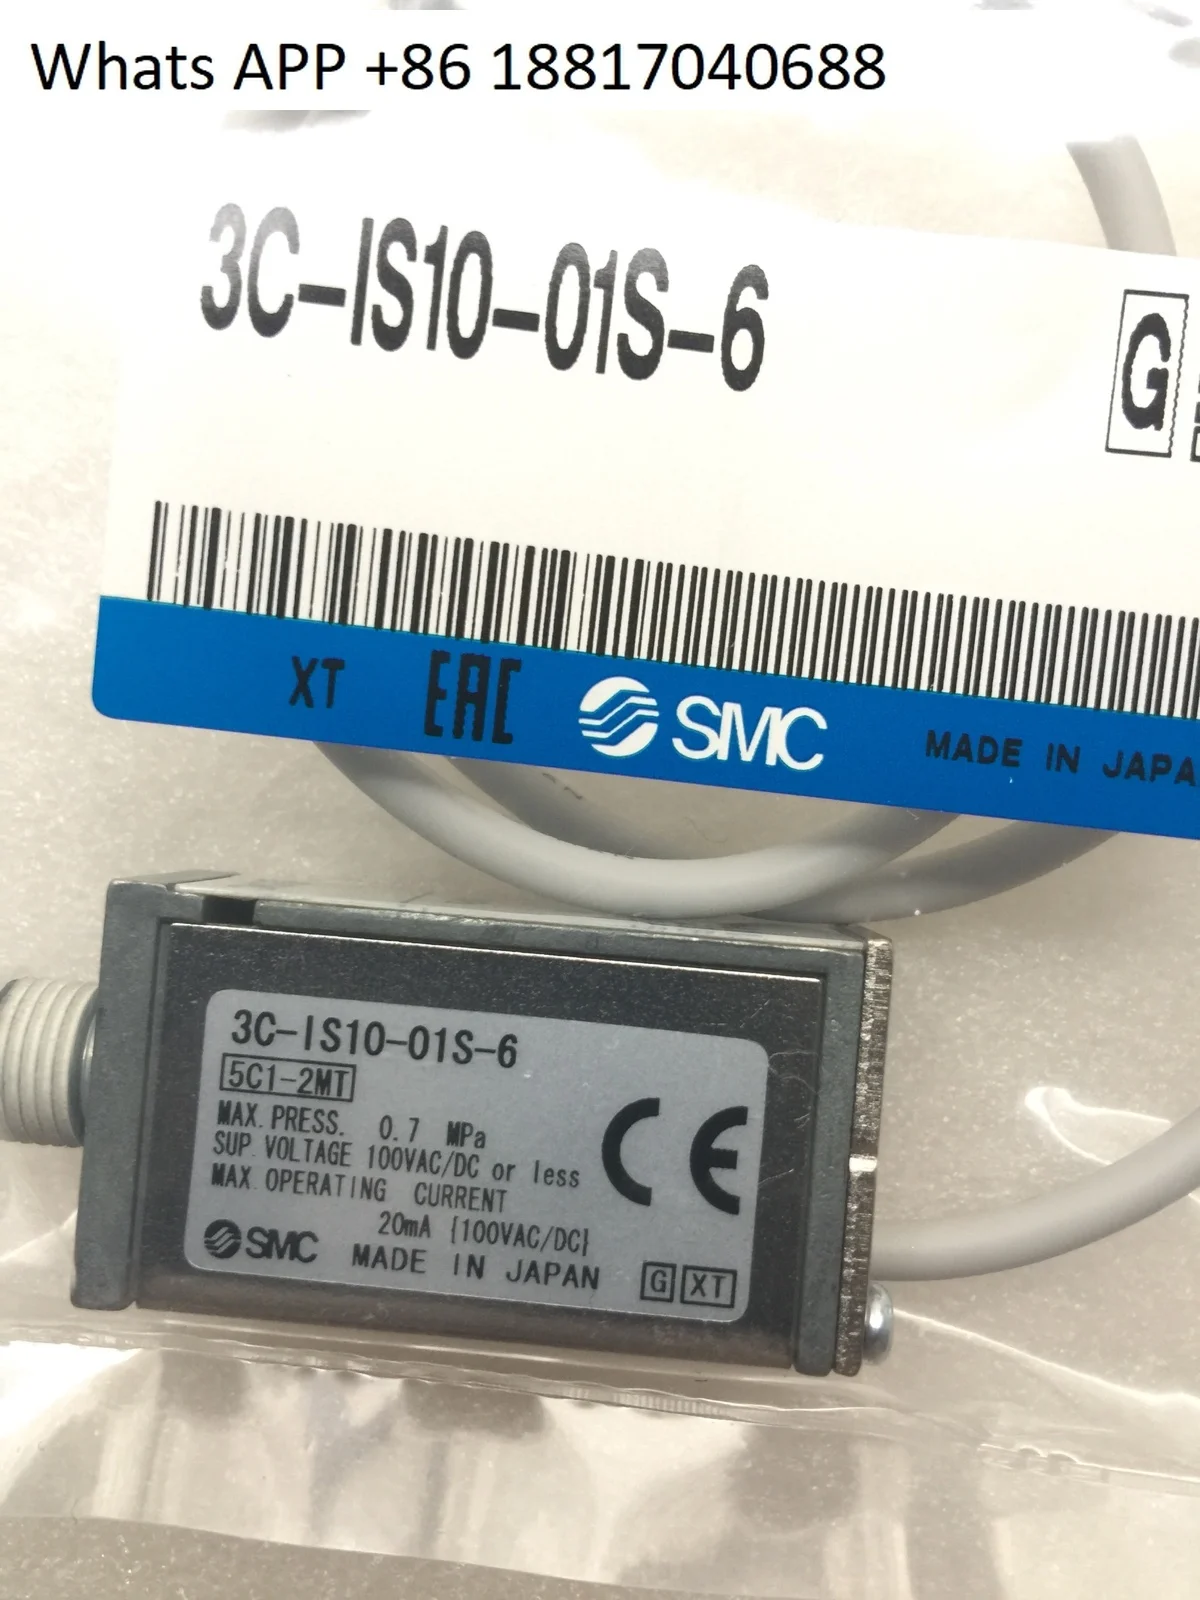 Whats APP +86 18817040688
3C-IS10-01S-6
G
XT EAC SMC MADE IN JAPA
3C-IS10-01S-6
5C1-2MT
MAX. PRESS. 0.7 MPa
SUP. VOLTAGE 100VAC/DC or less
MAX. OPERATING CURRENT
20mA {100VAC/DC}
CE
SMC MADE IN JAPAN G XT